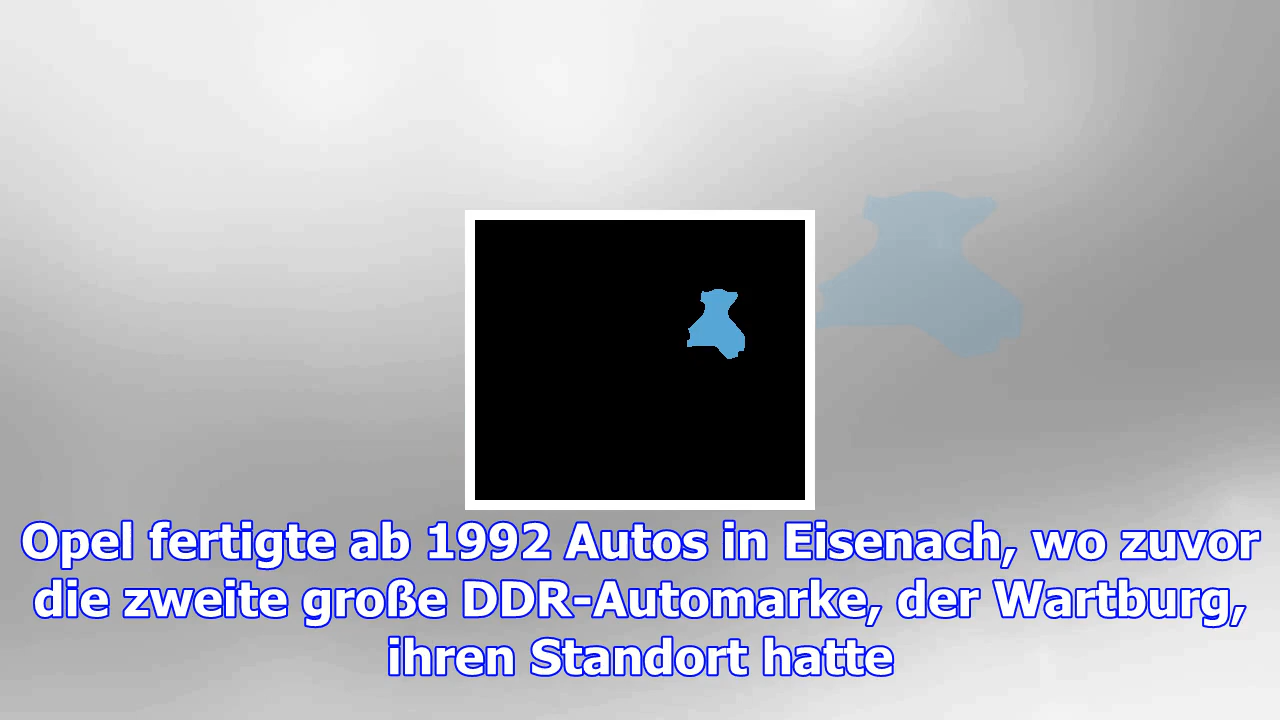 Opel fertigte ab 1992 Autos in Eisenach, wo zuvor
die zweite große DDR-Automarke, der Wartburg,
ihren Standort hatte